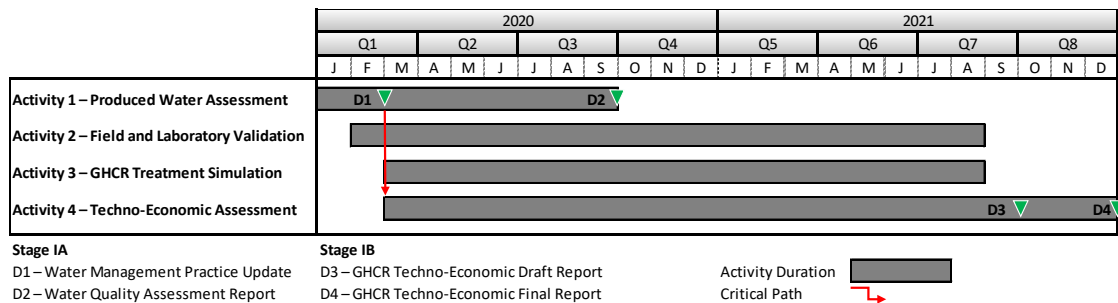 2020 2021
Q1 Q2 Q3 Q4 Q5 Q6 Q7 Q8
J F M A M J J A S O N D J F M A M J J A S O N D
Activity 1 – Produced Water Assessment D1 D2
Activity 2 – Field and Laboratory Validation
Activity 3 – GHCR Treatment Simulation
Activity 4 – Techno-Economic Assessment D3 D4
Stage IA Stage IB
D1 – Water Management Practice Update D3 – GHCR Techno-Economic Draft Report Activity Duration
D2 – Water Quality Assessment Report D4 – GHCR Techno-Economic Final Report Critical Path